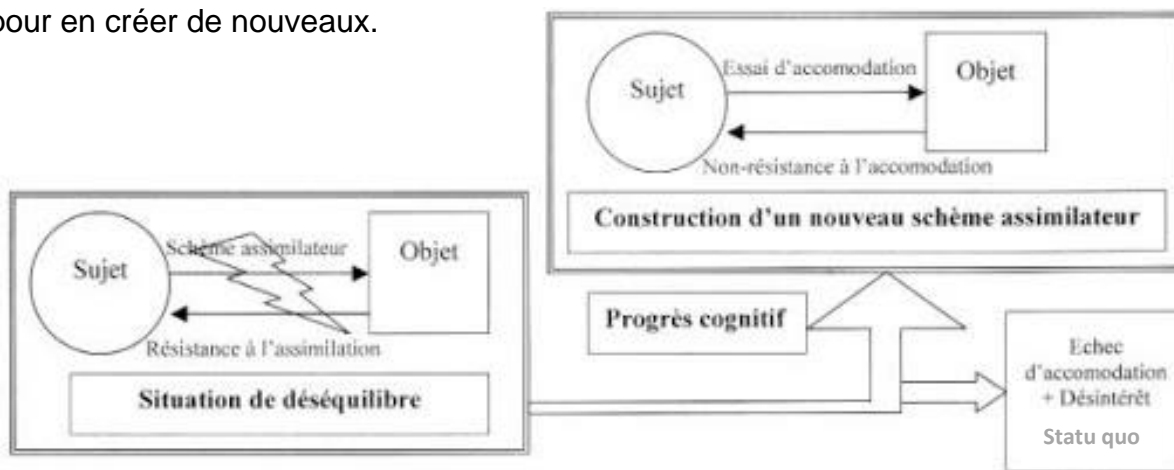 pour en créer de nouveaux.
Sujet
Essai d'accomodation
Objet
Non-résistance à l'accomodation
Construction d'un nouveau schème assimilateur
Sujet
Schème assimilateur
Objet
Résistance à l'assimilation
Situation de déséquilibre
Progrès cognitif
Echec
d'accomodation
+ Désintérêt
Statu quo